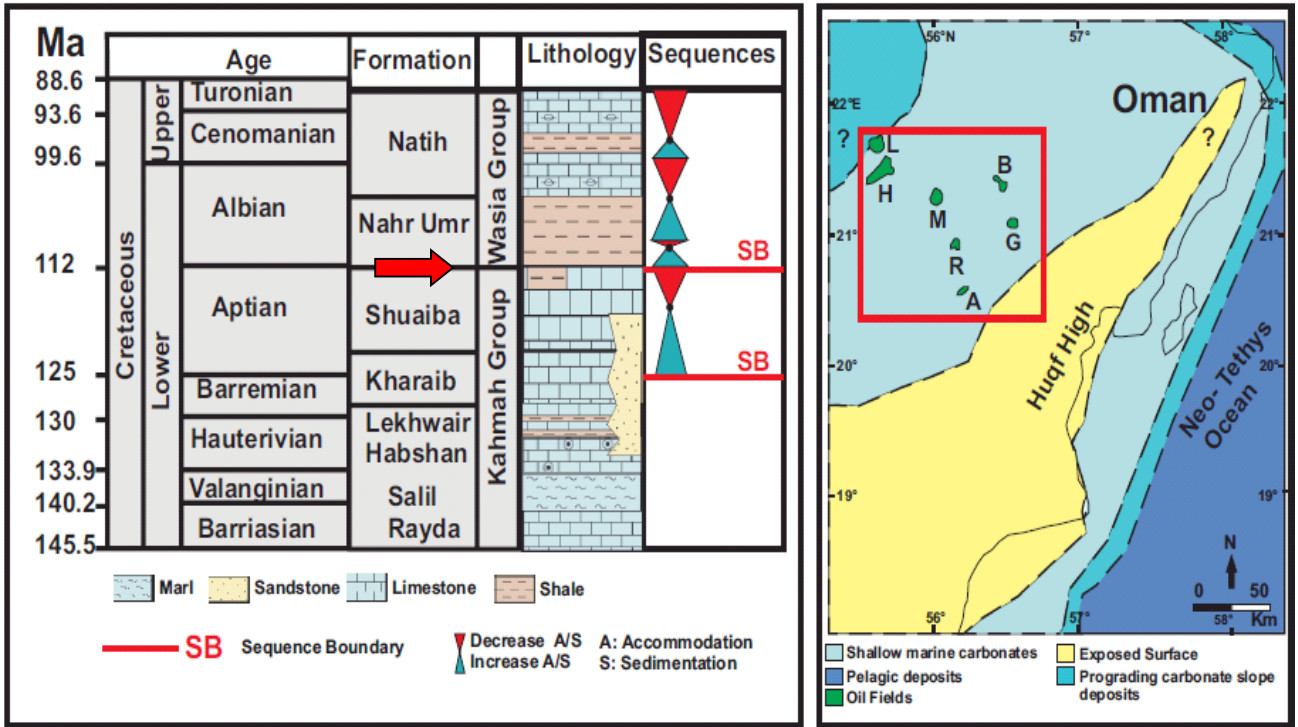 Ma
Age
Formation
Lithology
Sequences
88.6
93.6
99.6
112
125
130
133.9
140.2
145.5
Cretaceous
Upper
Lower
Turonian
Cenomanian
Albian
Aptian
Barremian
Hauterivian
Valanginian
Barriasian
Natih
Nahr Umr
Shuaiba
Kharaib
Lekhwair
Habshan
Salil
Rayda
Wasia Group
Kahmah Group
SB
SB
Marl
Sandstone
Limestone
Shale
SB Sequence Boundary
Decrease A/S A: Accommodation
Increase A/S S: Sedimentation
56°N
57°
58°
22°E
22°
Oman
?
?
L
H
B
M
G
R
A
21°
21°
20°
20°
19°
19°
Huqf High
Neo- Tethys
Ocean
N
0 50
Km
56°
57°
58°
Shallow marine carbonates
Exposed Surface
Pelagic deposits
Prograding carbonate slope
deposits
Oil Fields